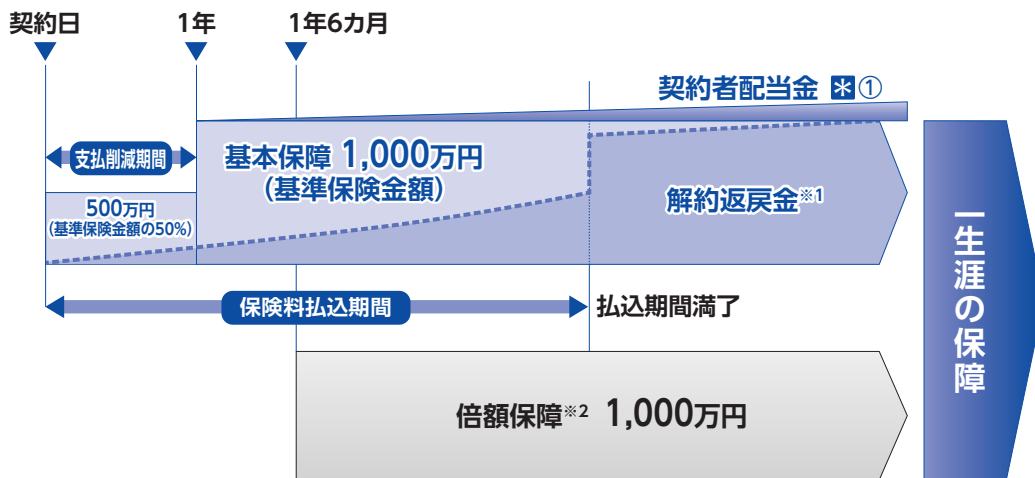 契約日
1年
1年6カ月
契約者配当金 *①
支払削減期間
基本保障 1,000万円
(基準保険金額)
500万円
(基準保険金額の50%)
解約返戻金※1
保険料払込期間
払込期間満了
倍額保障※2 1,000万円
一生涯の保障